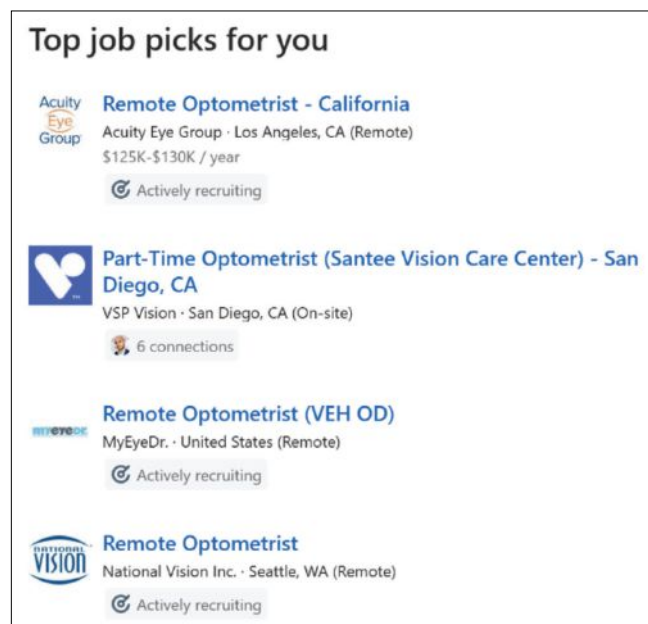 Top job picks for you
Acuity
Eye
Group
Remote Optometrist - California
Acuity Eye Group · Los Angeles, CA (Remote)
$125K-$130K / year
Actively recruiting
Part-Time Optometrist (Santee Vision Care Center) - San
Diego, CA
VSP Vision · San Diego, CA (On-site)
6 connections
MYEYEDR
Remote Optometrist (VEH OD)
MyEyeDr. · United States (Remote)
Actively recruiting
NATIONAL
VISION
Remote Optometrist
National Vision Inc. · Seattle, WA (Remote)
Actively recruiting